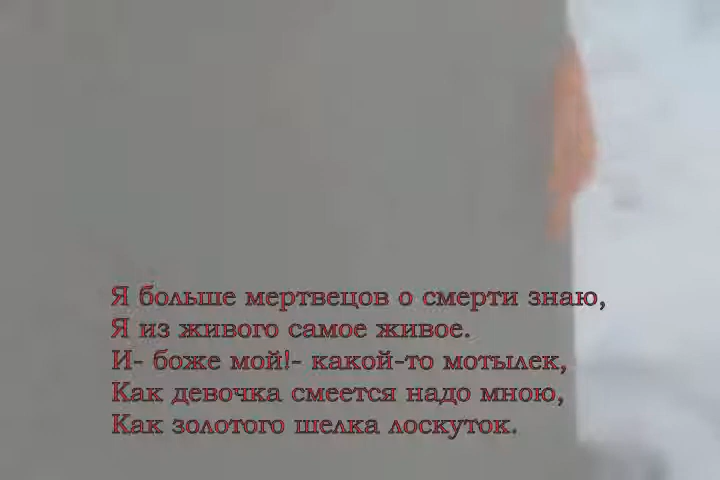 Я больше мертвецов о смерти знаю,
Я из живого самое живое.
И- боже мой!- какой-то мотылек,
Как девочка смеется надо мною,
Как золотого шелка лоскуток.